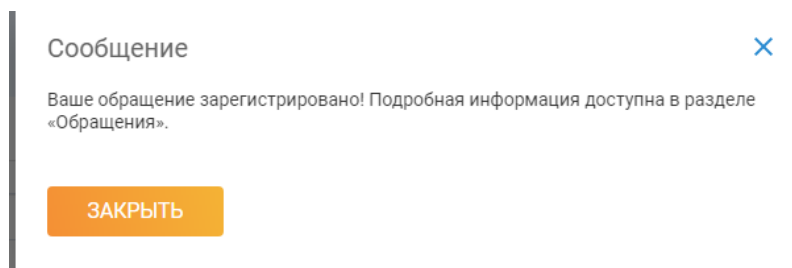 Сообщение
Ваше обращение зарегистрировано! Подробная информация доступна в разделе
«Обращения».
ЗАКРЫТЬ